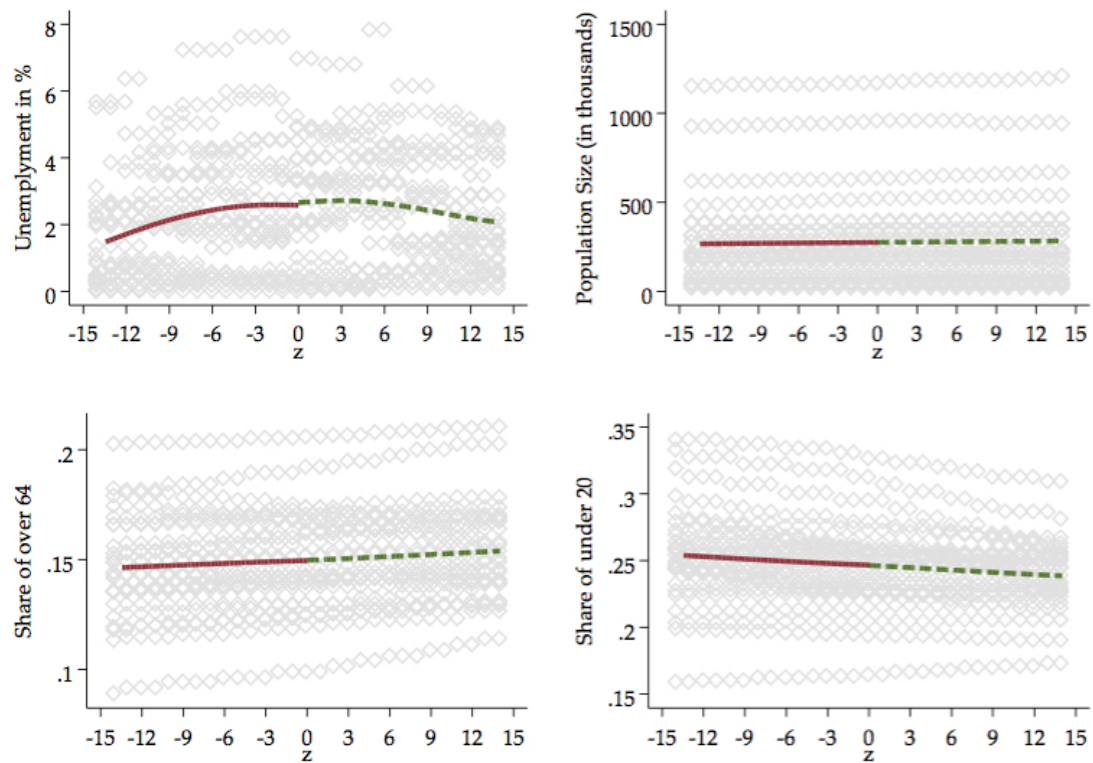 Unemplyment in %
8
6
4
2
0
-15 -12 -9 -6 -3 0 3 6 9 12 15
z
Population Size (in thousands)
1500
1000
500
0
-15 -12 -9 -6 -3 0 3 6 9 12 15
z
Share of over 64
.2
.15
.1
-15 -12 -9 -6 -3 0 3 6 9 12 15
z
Share of under 20
.35
.3
.25
.2
.15
-15 -12 -9 -6 -3 0 3 6 9 12 15
z